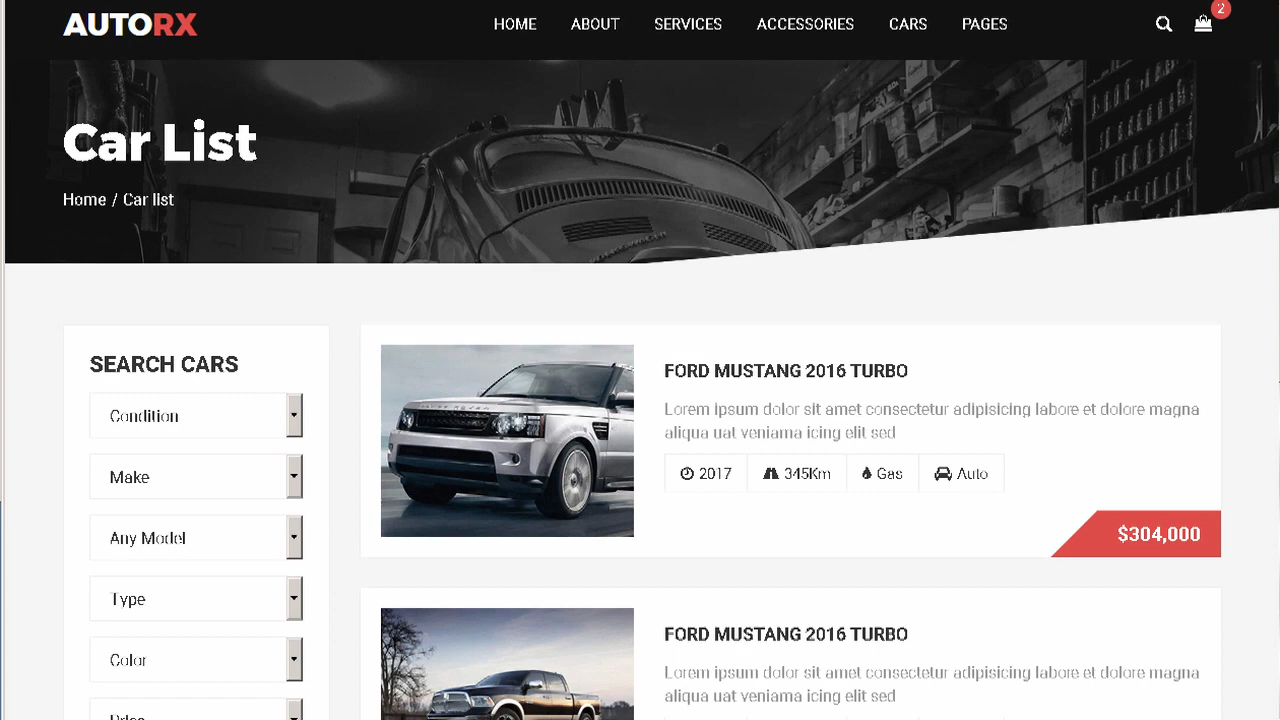 AUTORX
HOME ABOUT SERVICES ACCESSORIES CARS PAGES
2
Car List
Home / Car list
SEARCH CARS
Condition
Make
Any Model
Type
Color
Price
FORD MUSTANG 2016 TURBO
Lorem ipsum dolor sit amet consectetur adipisicing labore et dolore magna
aliqua uat veniama icing elit sed
2017 345Km Gas Auto
$304,000
FORD MUSTANG 2016 TURBO
Lorem ipsum dolor sit amet consectetur adipisicing labore et dolore magna
aliqua uat veniama icing elit sed